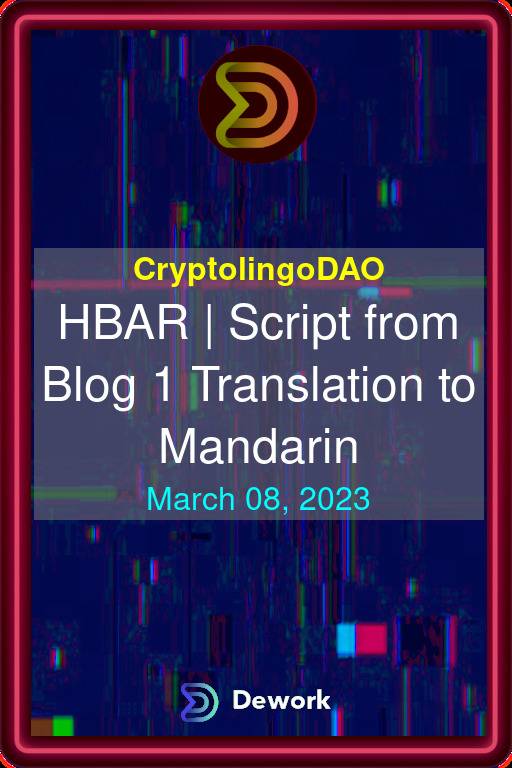 CryptolingoDAO
HBAR | Script from
Blog 1 Translation to
Mandarin
March 08, 2023
Dework